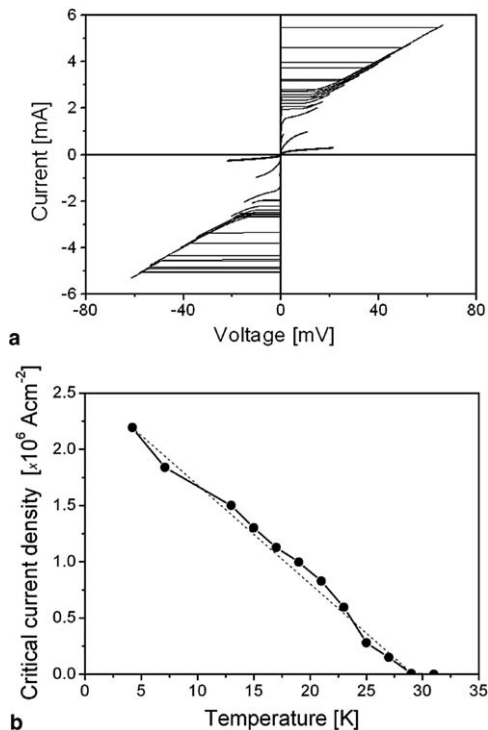 6
4
2
0
-2
-4
-6
Current [mA]
-80 -40 0 40 80
Voltage [mV]
a
2.5
2.0
1.5
1.0
0.5
0.0
Critical current density [x10⁶ Acm⁻²]
0 5 10 15 20 25 30 35
Temperature [K]
b